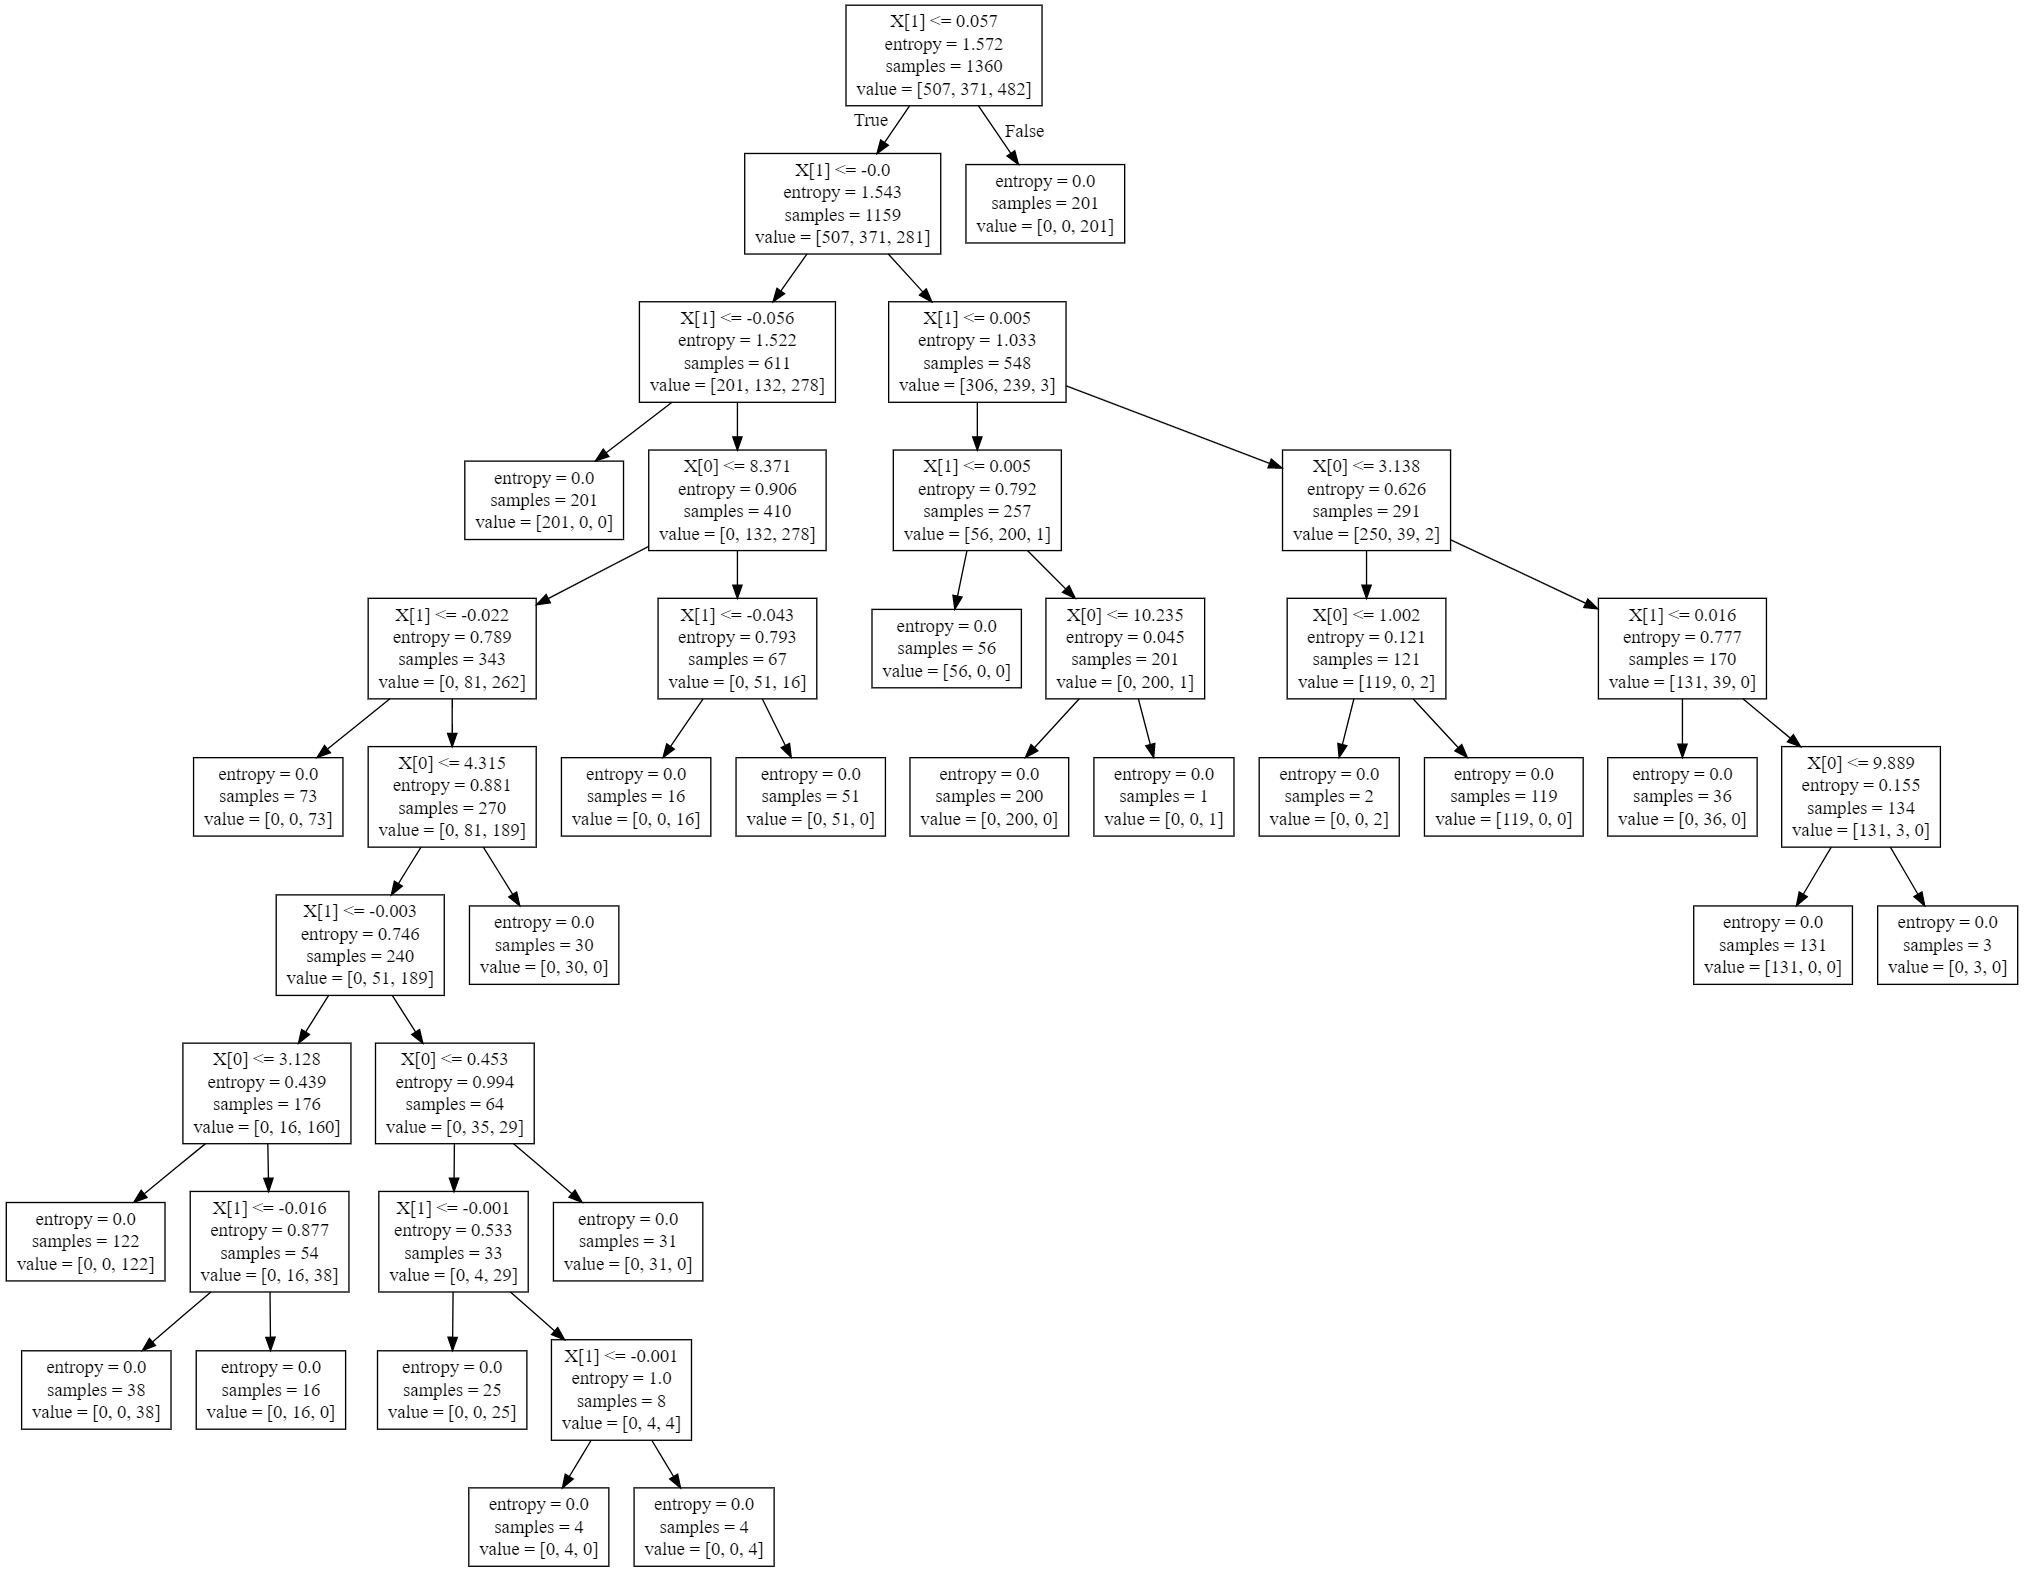 X[1] <= 0.057
entropy = 1.572
samples = 1360
value = [507, 371, 482]
True
False
X[1] <= -0.0
entropy = 1.543
samples = 1159
value = [507, 371, 281]
entropy = 0.0
samples = 201
value = [0, 0, 201]
X[1] <= -0.056
entropy = 1.522
samples = 611
value = [201, 132, 278]
X[1] <= 0.005
entropy = 1.033
samples = 548
value = [306, 239, 3]
entropy = 0.0
samples = 201
value = [201, 0, 0]
X[0] <= 8.371
entropy = 0.906
samples = 410
value = [0, 132, 278]
X[1] <= 0.005
entropy = 0.792
samples = 257
value = [56, 200, 1]
X[0] <= 3.138
entropy = 0.626
samples = 291
value = [250, 39, 2]
X[1] <= -0.022
entropy = 0.789
samples = 343
value = [0, 81, 262]
X[1] <= -0.043
entropy = 0.793
samples = 67
value = [0, 51, 16]
entropy = 0.0
samples = 56
value = [56, 0, 0]
X[0] <= 10.235
entropy = 0.045
samples = 201
value = [0, 200, 1]
X[0] <= 1.002
entropy = 0.121
samples = 121
value = [119, 0, 2]
X[1] <= 0.016
entropy = 0.777
samples = 170
value = [131, 39, 0]
entropy = 0.0
samples = 73
value = [0, 0, 73]
X[0] <= 4.315
entropy = 0.881
samples = 270
value = [0, 81, 189]
entropy = 0.0
samples = 16
value = [0, 0, 16]
entropy = 0.0
samples = 51
value = [0, 51, 0]
entropy = 0.0
samples = 200
value = [0, 200, 0]
entropy = 0.0
samples = 1
value = [0, 0, 1]
entropy = 0.0
samples = 2
value = [0, 0, 2]
entropy = 0.0
samples = 119
value = [119, 0, 0]
entropy = 0.0
samples = 36
value = [0, 36, 0]
X[0] <= 9.889
entropy = 0.155
samples = 134
value = [131, 3, 0]
X[1] <= -0.003
entropy = 0.746
samples = 240
value = [0, 51, 189]
entropy = 0.0
samples = 30
value = [0, 30, 0]
entropy = 0.0
samples = 131
value = [131, 0, 0]
entropy = 0.0
samples = 3
value = [0, 3, 0]
X[0] <= 3.128
entropy = 0.439
samples = 176
value = [0, 16, 160]
X[0] <= 0.453
entropy = 0.994
samples = 64
value = [0, 35, 29]
entropy = 0.0
samples = 122
value = [0, 0, 122]
X[1] <= -0.016
entropy = 0.877
samples = 54
value = [0, 16, 38]
X[1] <= -0.001
entropy = 0.533
samples = 33
value = [0, 4, 29]
entropy = 0.0
samples = 31
value = [0, 31, 0]
entropy = 0.0
samples = 38
value = [0, 0, 38]
entropy = 0.0
samples = 16
value = [0, 16, 0]
entropy = 0.0
samples = 25
value = [0, 0, 25]
X[1] <= -0.001
entropy = 1.0
samples = 8
value = [0, 4, 4]
entropy = 0.0
samples = 4
value = [0, 4, 0]
entropy = 0.0
samples = 4
value = [0, 0, 4]